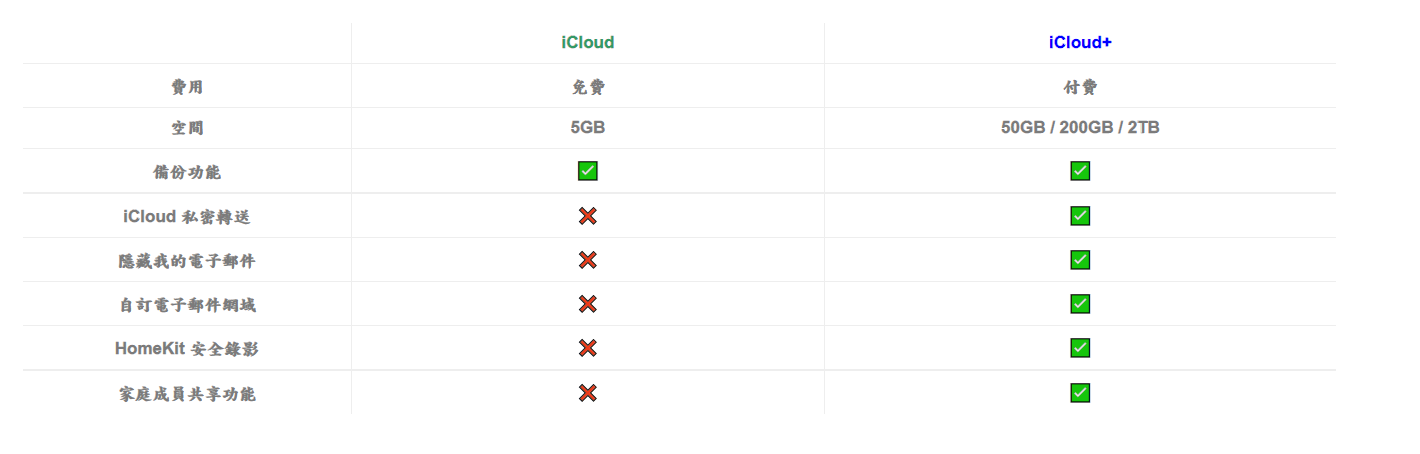 iCloud iCloud+
費用 免費 付費
空間 5GB 50GB / 200GB / 2TB
備份功能 ✅ ✅
iCloud 私密轉送 ❌ ✅
隱藏我的電子郵件 ❌ ✅
自訂電子郵件網域 ❌ ✅
HomeKit 安全錄影 ❌ ✅
家庭成員共享功能 ❌ ✅